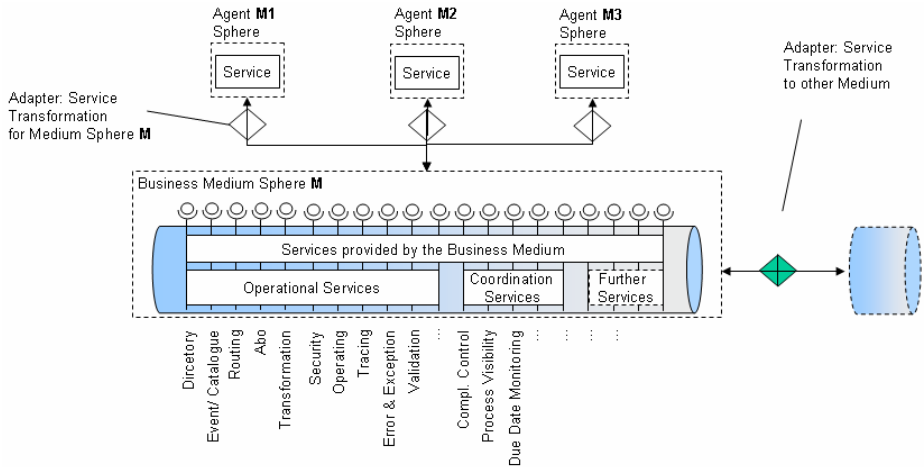 Agent M1
Sphere
Agent M2
Sphere
Agent M3
Sphere
Service
Service
Service
Adapter: Service
Transformation
to other Medium
Adapter: Service
Transformation
for Medium Sphere M
Business Medium Sphere M
Services provided by the Business Medium
Operational Services
Coordination
Services
Further
Services
Dircetory
Event/ Catalogue
Routing
Abo
Transformation
Security
Operating
Tracing
Error & Exception
Validation
...
Compl. Control
Process Visibility
Due Date Monitoring
...
...
...
...
...